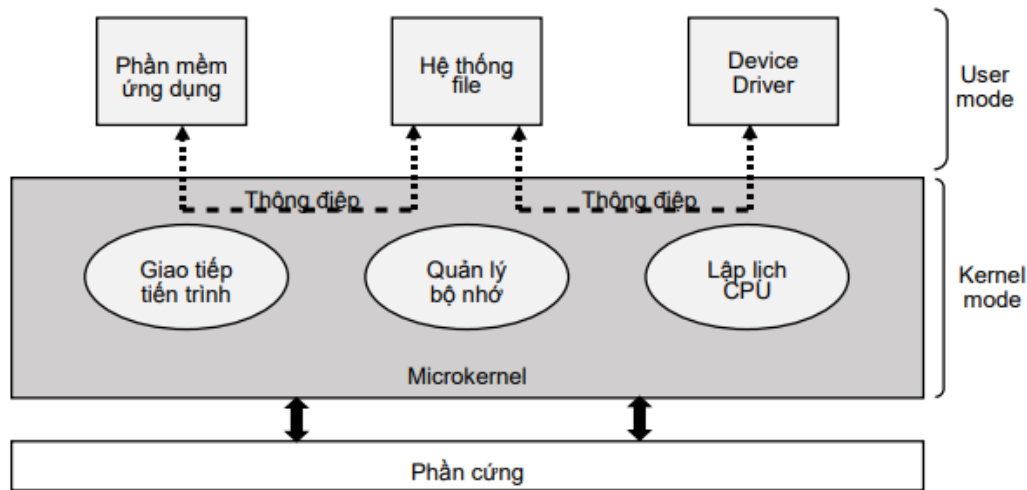 Phần mềm
ứng dụng
Hệ thống
file
Device
Driver
User
mode
Thông điệp
Thông điệp
Giao tiếp
tiến trình
Quản lý
bộ nhớ
Lập lịch
CPU
Kernel
mode
Microkernel
Phần cứng